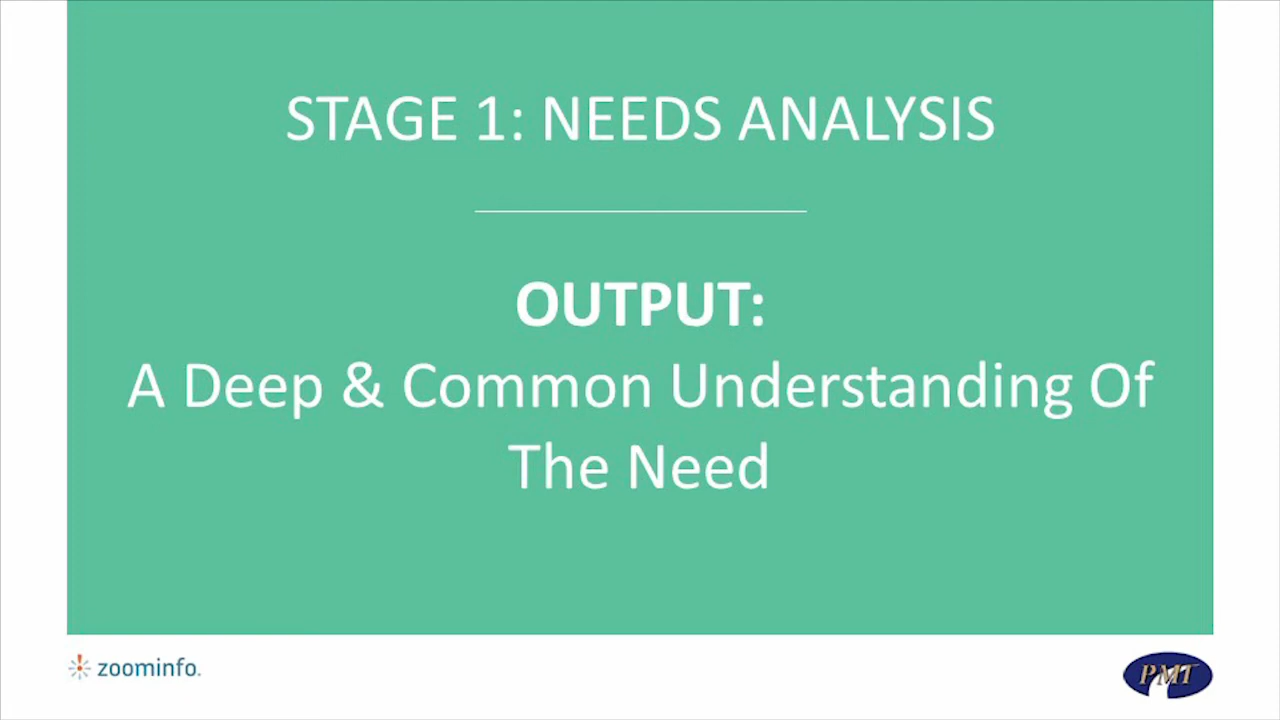 STAGE 1: NEEDS ANALYSIS
OUTPUT:
A Deep & Common Understanding Of
The Need
zoominfo.
PMT